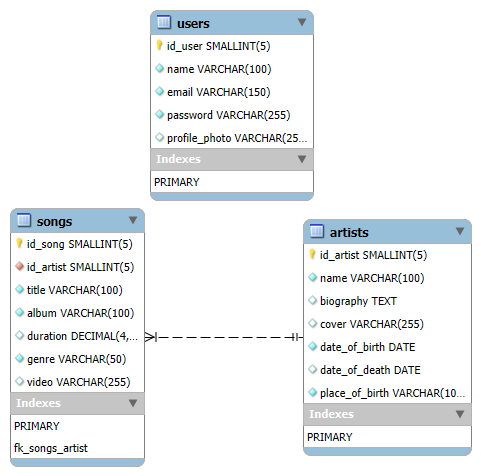 users
id_user SMALLINT(5)
name VARCHAR(100)
email VARCHAR(150)
password VARCHAR(255)
profile_photo VARCHAR(25...
Indexes
PRIMARY
songs
id_song SMALLINT(5)
id_artist SMALLINT(5)
title VARCHAR(100)
album VARCHAR(100)
duration DECIMAL(4,...
genre VARCHAR(50)
video VARCHAR(255)
Indexes
PRIMARY
fk_songs_artist
artists
id_artist SMALLINT(5)
name VARCHAR(100)
biography TEXT
cover VARCHAR(255)
date_of_birth DATE
date_of_death DATE
place_of_birth VARCHAR(10...
Indexes
PRIMARY